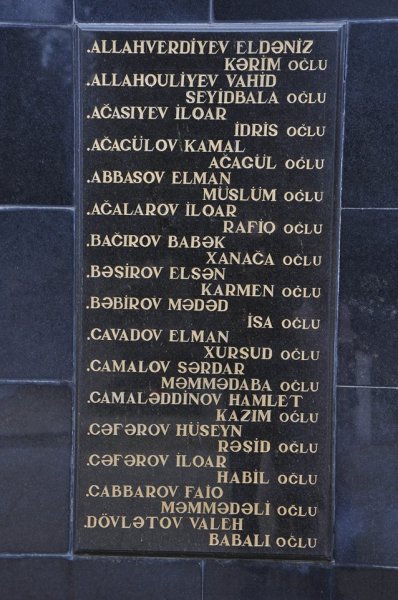 .ALLAHVERDİYEV ELDƏNİZ
KƏRİM OĞLU
.ALLAHQULİYEV VAHİD
SEYİDBALA OĞLU
.AĞASIYEV İLQAR
İDRİS OĞLU
.AĞAGÜLOV KAMAL
AĞAGÜL OĞLU
.ABBASOV ELMAN
MÜSLÜM OĞLU
.AĞALAROV İLQAR
RAFİQ OĞLU
.BAĞIROV BABƏK
XANAĞA OĞLU
.BƏŞİROV ELSƏN
KARMEN OĞLU
.BƏBİROV MƏDƏD
İSA OĞLU
.CAVADOV ELMAN
XURSUD OĞLU
.CAMALOV SƏRDAR
MƏMMƏDABA OĞLU
.CAMALƏDDİNOV HAMLET
KAZIM OĞLU
.CƏFƏROV HÜSEYN
RƏŞİD OĞLU
.CƏFƏROV İLQAR
HABİL OĞLU
.CABBAROV FAİQ
MƏMMƏDƏLİ OĞLU
.DÖVLƏTOV VALEH
BABALI OĞLU